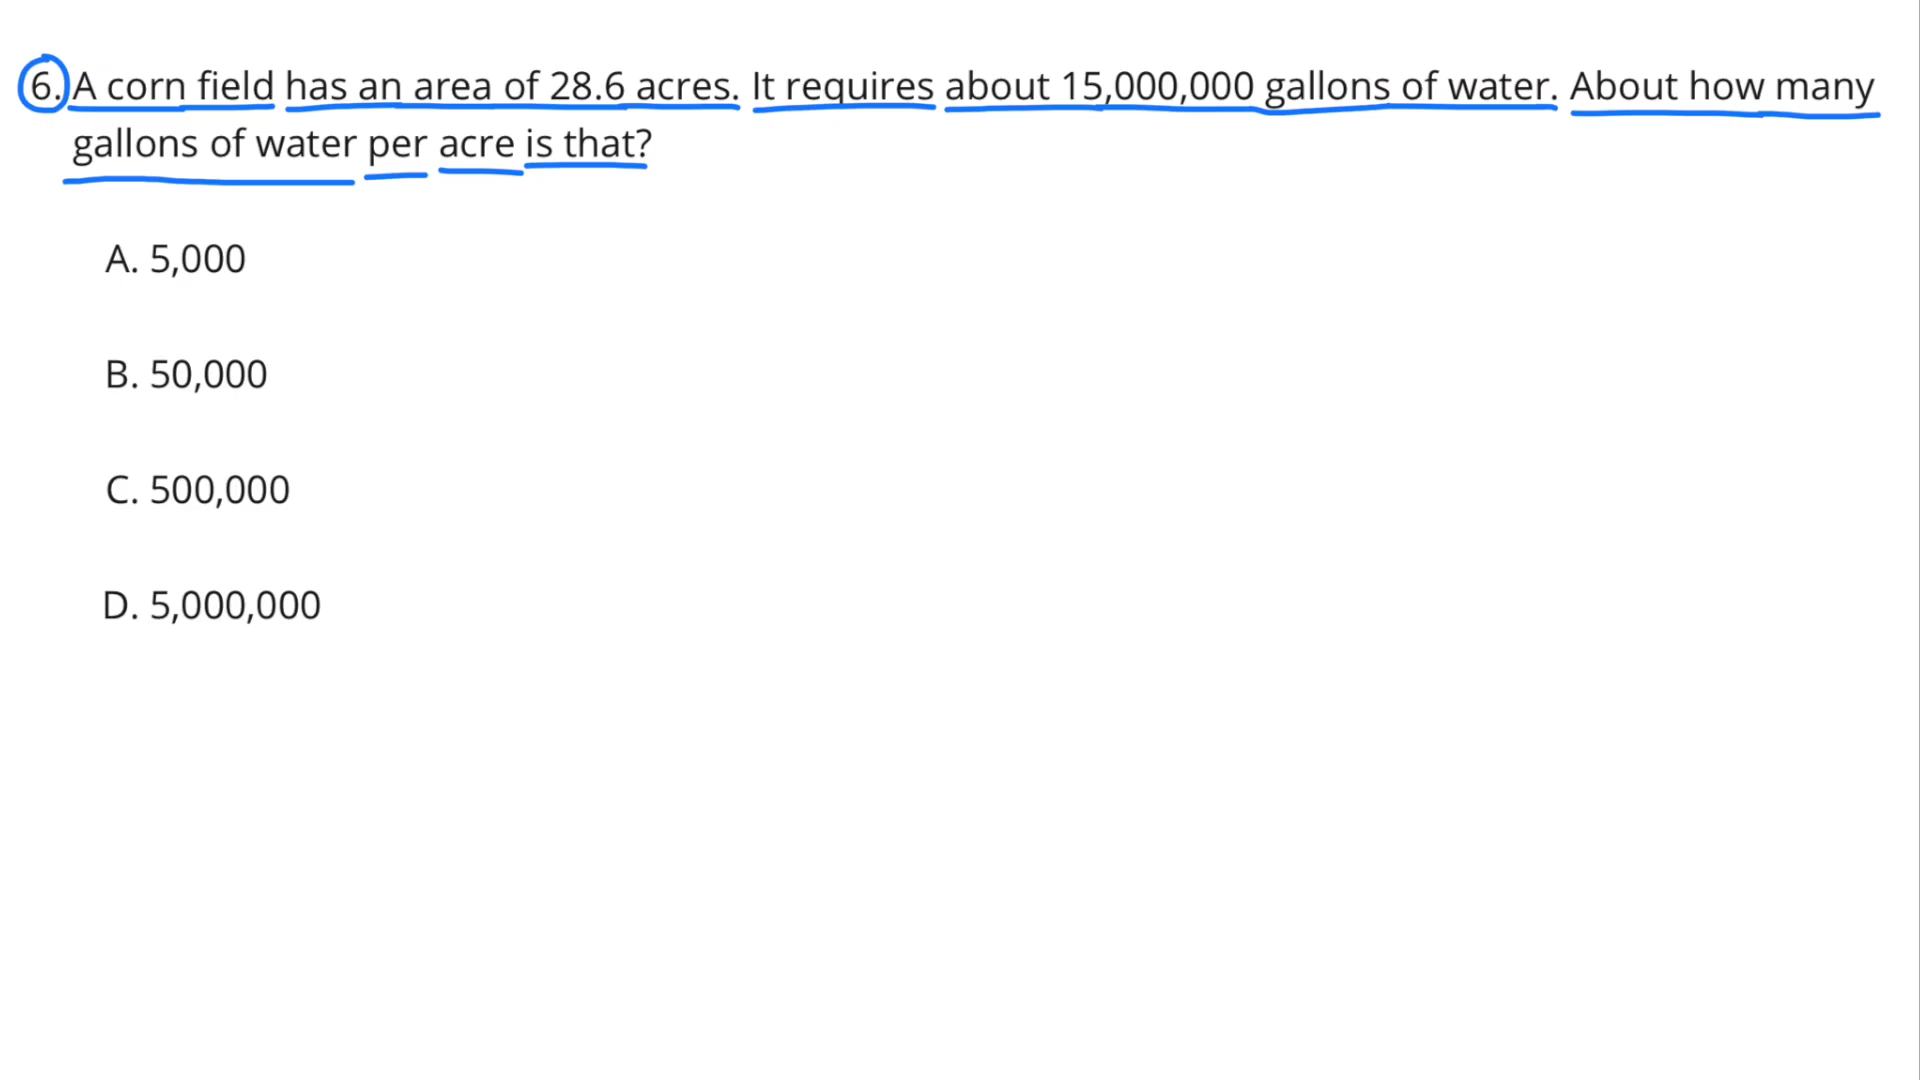 6. A corn field has an area of 28.6 acres. It requires about 15,000,000 gallons of water. About how many
gallons of water per acre is that?
A. 5,000
B. 50,000
C. 500,000
D. 5,000,000